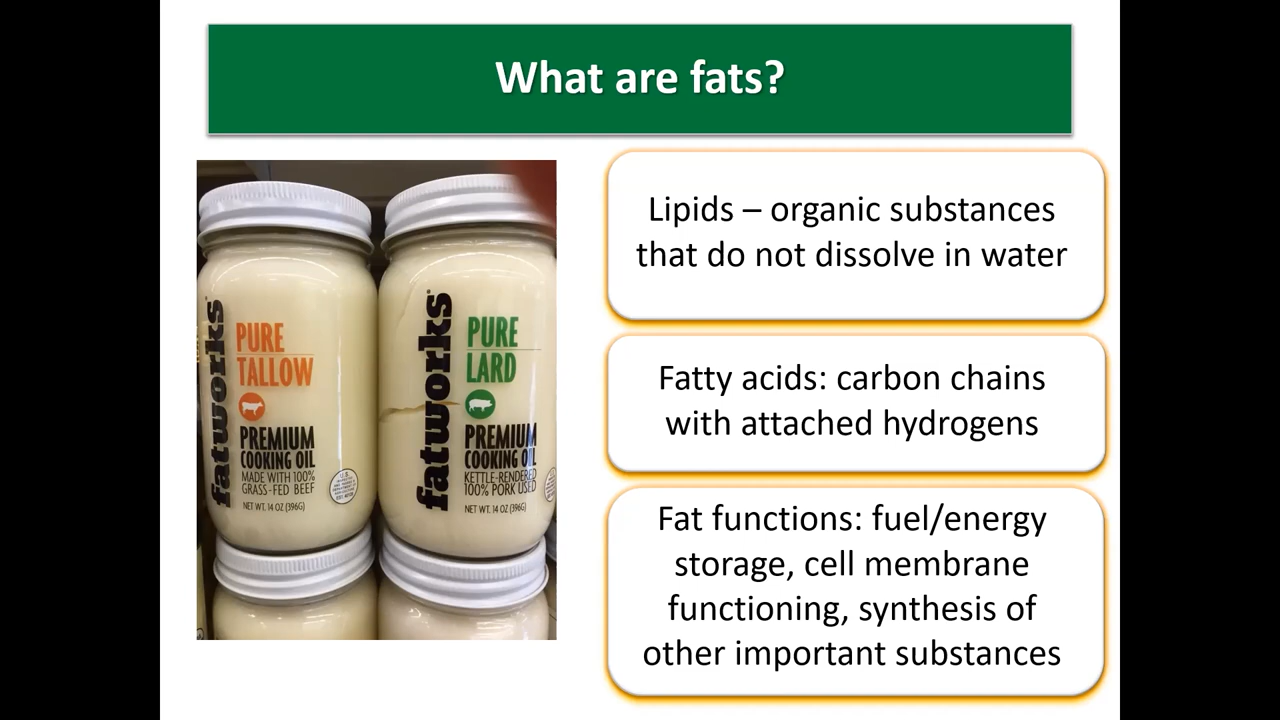 What are fats?
fatworks
PURE
TALLOW
PREMIUM
COOKING OIL
MADE WITH 100%
GRASS-FED BEEF
NET WT. 14 OZ (396G)
fatworks
PURE
LARD
PREMIUM
COOKING OIL
KETTLE-RENDERED
100% PORK USED
NET WT. 14 OZ (396G)
Lipids – organic substances
that do not dissolve in water
Fatty acids: carbon chains
with attached hydrogens
Fat functions: fuel/energy
storage, cell membrane
functioning, synthesis of
other important substances